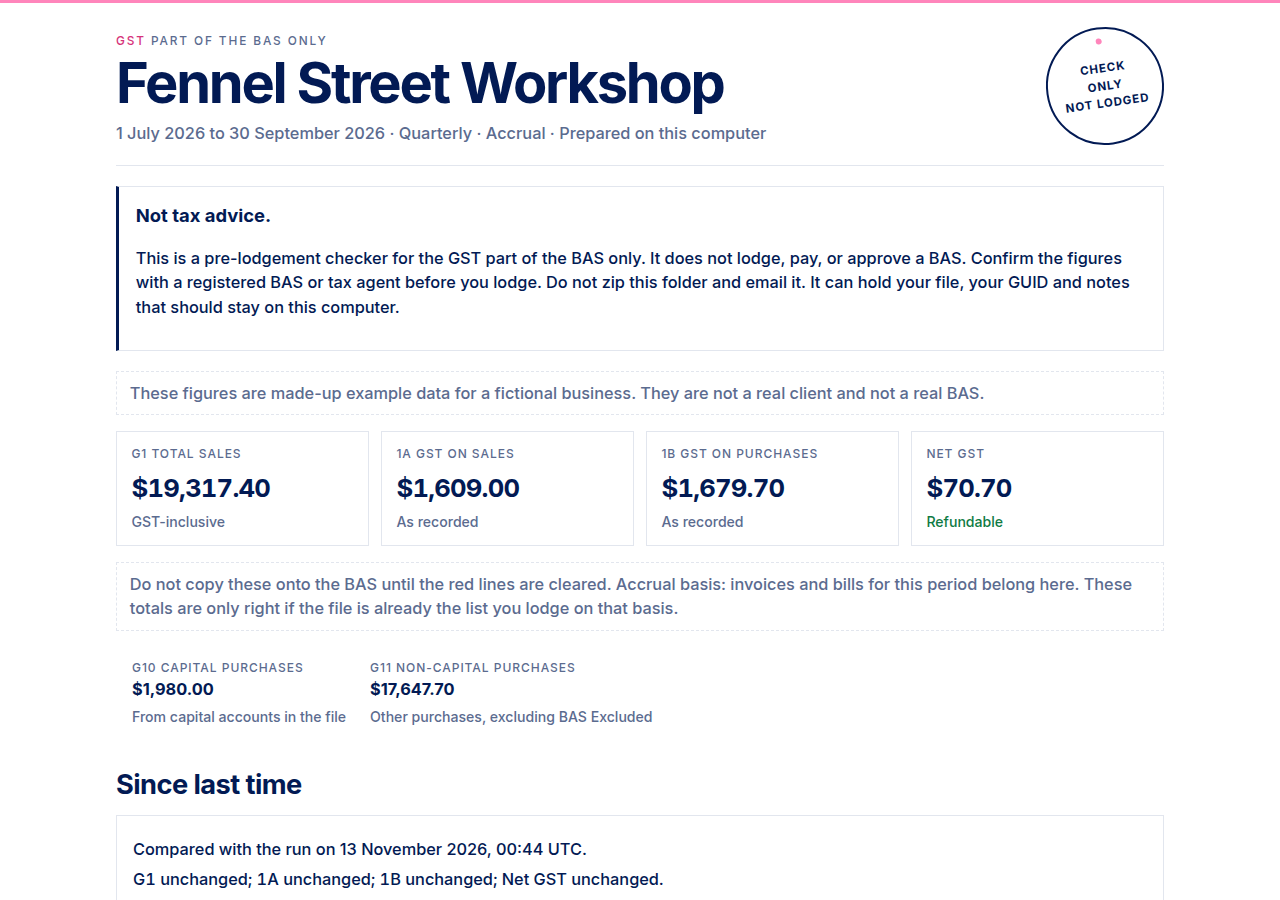 GST PART OF THE BAS ONLY
Fennel Street Workshop
1 July 2026 to 30 September 2026 · Quarterly · Accrual · Prepared on this computer
CHECK
ONLY
NOT LODGED
Not tax advice.
This is a pre-lodgement checker for the GST part of the BAS only. It does not lodge, pay, or approve a BAS. Confirm the figures
with a registered BAS or tax agent before you lodge. Do not zip this folder and email it. It can hold your file, your GUID and notes
that should stay on this computer.
These figures are made-up example data for a fictional business. They are not a real client and not a real BAS.
G1 TOTAL SALES
$19,317.40
GST-inclusive
1A GST ON SALES
$1,609.00
As recorded
1B GST ON PURCHASES
$1,679.70
As recorded
NET GST
$70.70
Refundable
Do not copy these onto the BAS until the red lines are cleared. Accrual basis: invoices and bills for this period belong here. These
totals are only right if the file is already the list you lodge on that basis.
G10 CAPITAL PURCHASES
$1,980.00
From capital accounts in the file
G11 NON-CAPITAL PURCHASES
$17,647.70
Other purchases, excluding BAS Excluded
Since last time
Compared with the run on 13 November 2026, 00:44 UTC.
G1 unchanged; 1A unchanged; 1B unchanged; Net GST unchanged.